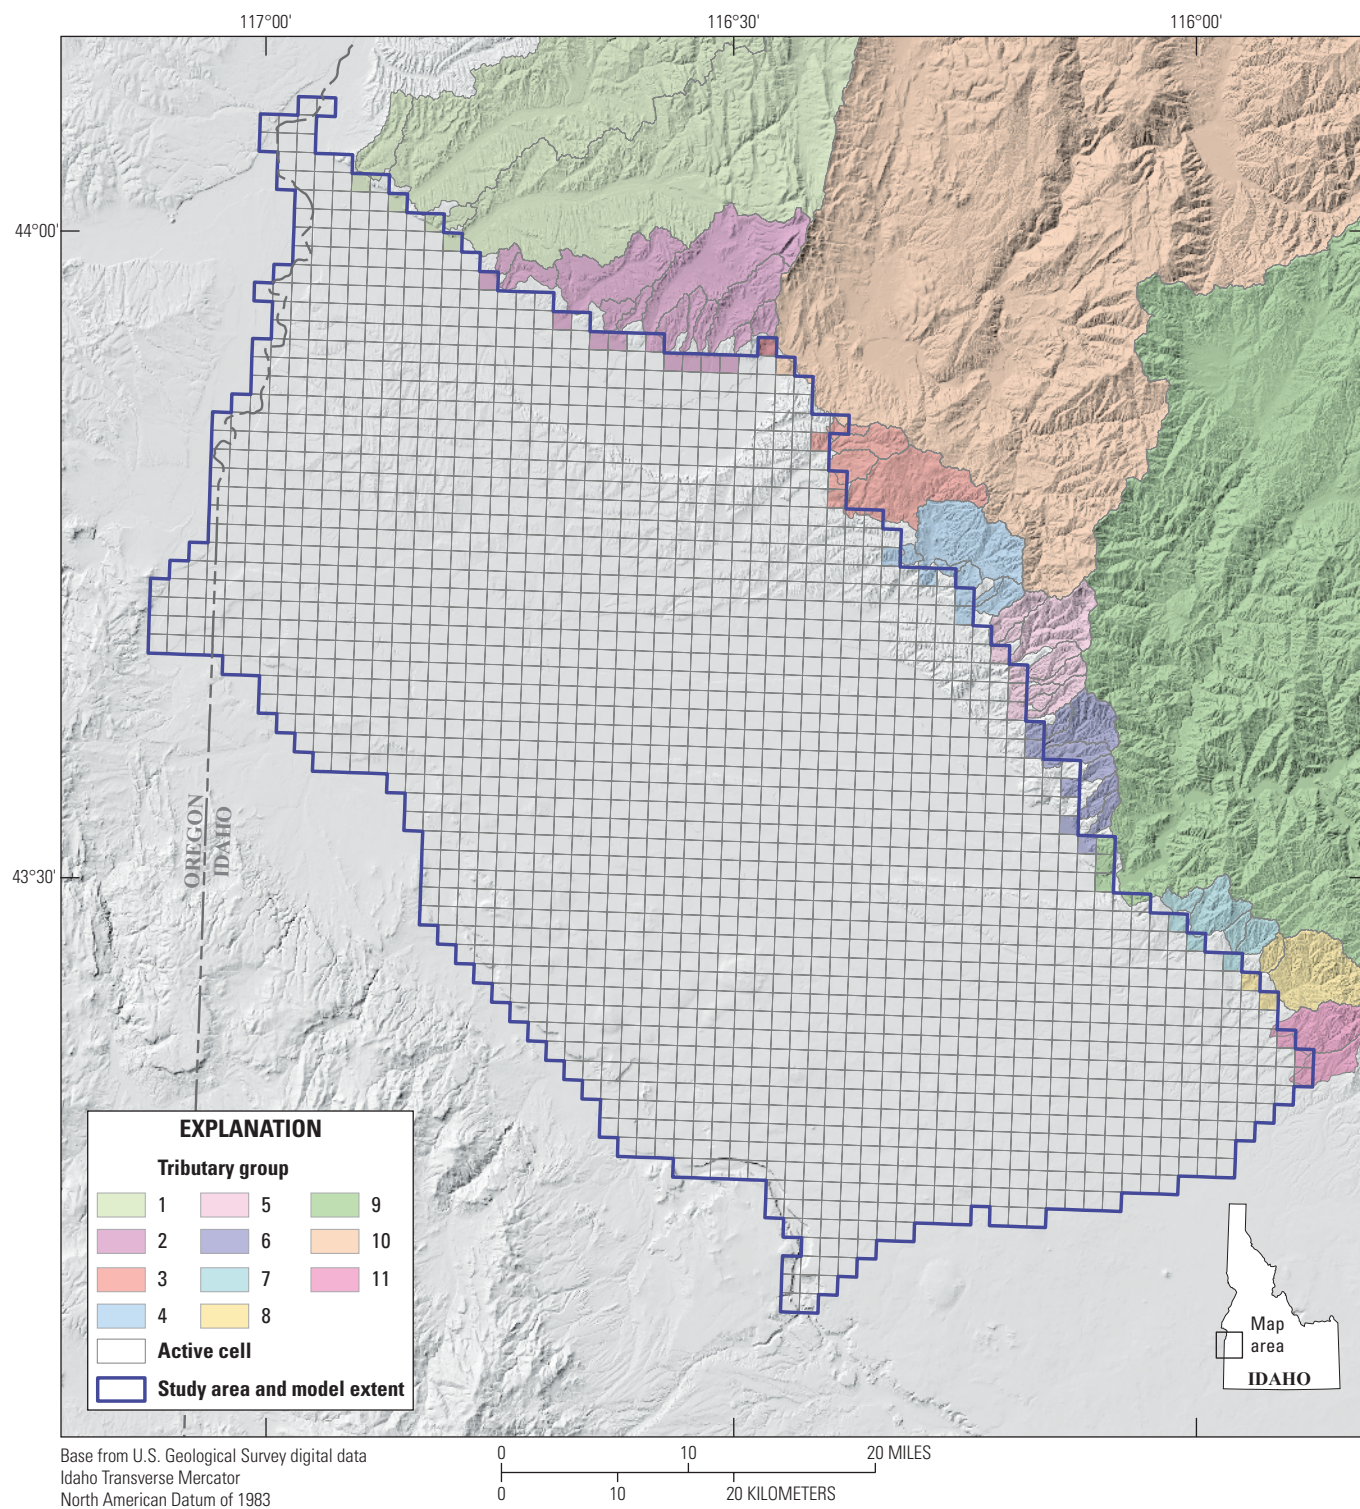 117°00' 116°30' 116°00'
44°00'
43°30'
OREGON
IDAHO
EXPLANATION
Tributary group
1 5 9
2 6 10
3 7 11
4 8
Active cell
Study area and model extent
Map
area
IDAHO
Base from U.S. Geological Survey digital data
Idaho Transverse Mercator
North American Datum of 1983
0 10 20 MILES
0 10 20 KILOMETERS